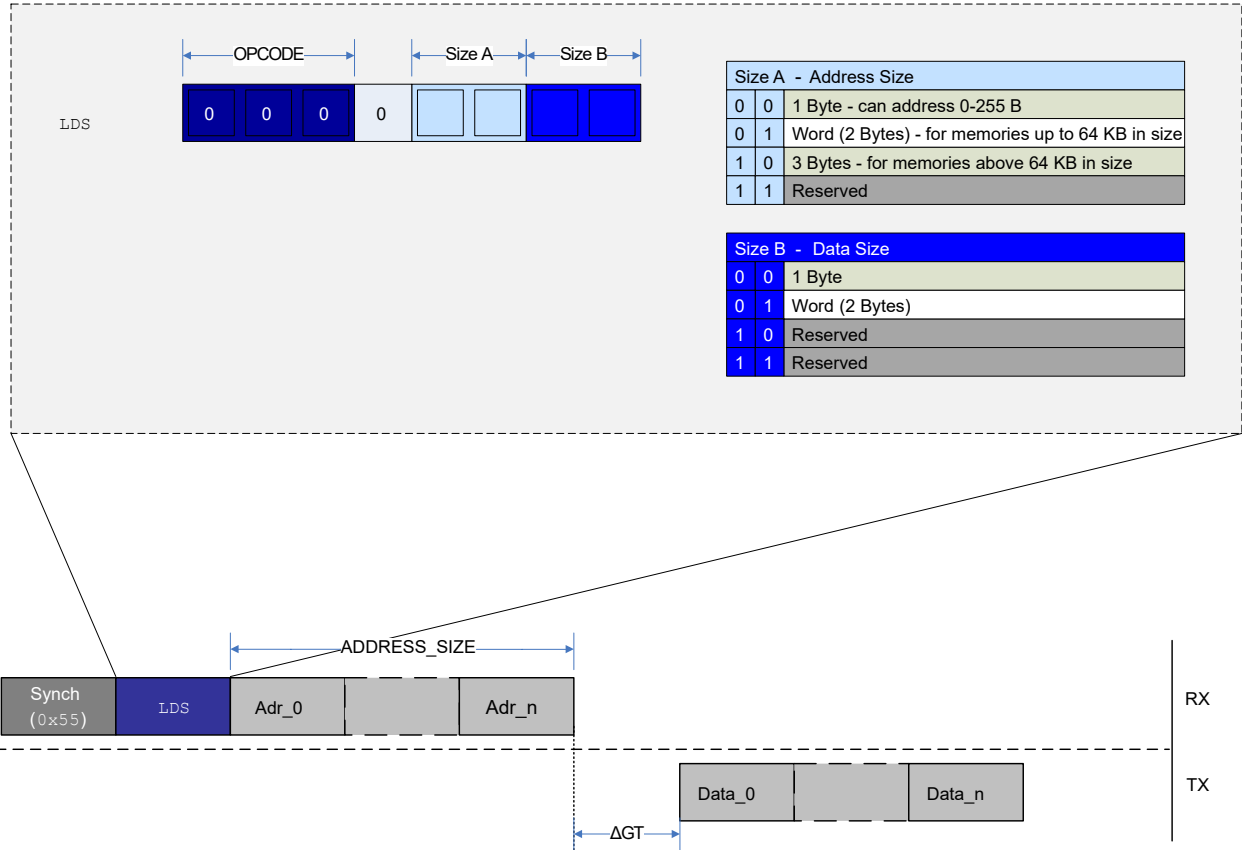 OPCODE Size A Size B
LDS
0 0 0 0
Size A - Address Size
0 0 1 Byte - can address 0-255 B
0 1 Word (2 Bytes) - for memories up to 64 KB in size
1 0 3 Bytes - for memories above 64 KB in size
1 1 Reserved
Size B - Data Size
0 0 1 Byte
0 1 Word (2 Bytes)
1 0 Reserved
1 1 Reserved
ADDRESS_SIZE
Synch
(0x55)
LDS
Adr_0
Adr_n
RX
Data_0
Data_n
TX
ΔGT